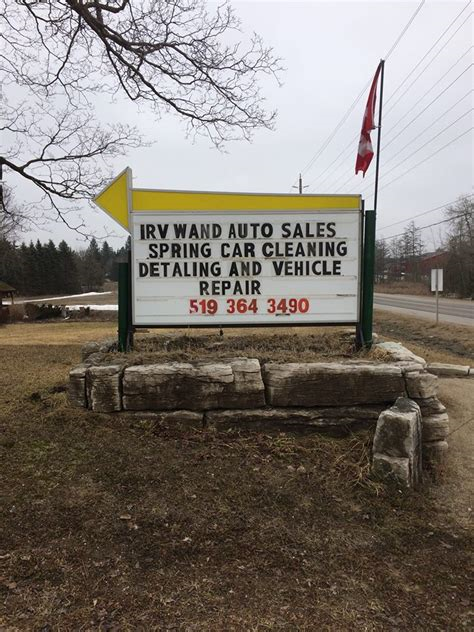 IRV WAND AUTO SALES
SPRING CAR CLEANING
DETALING AND VEHICLE
REPAIR
519 364 3490